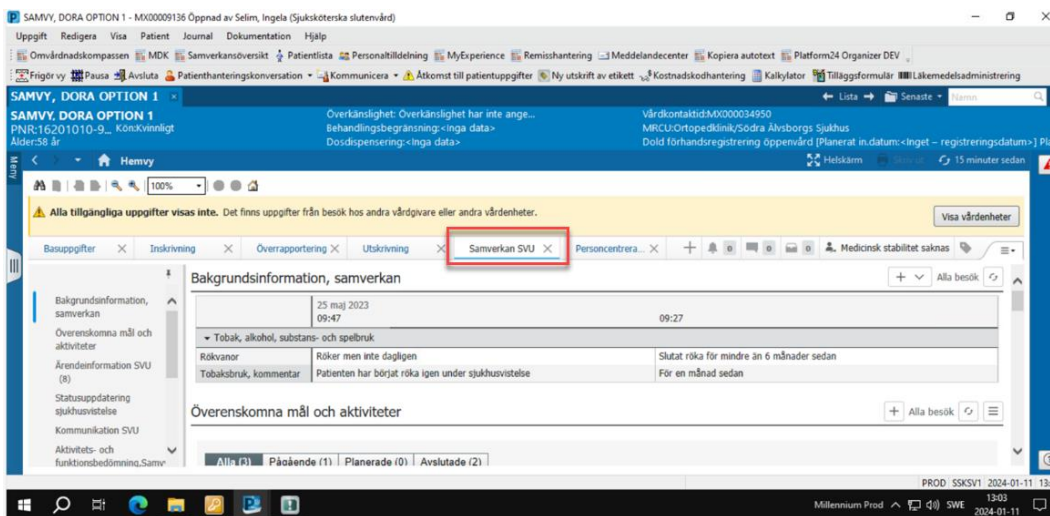 SAMVY, DORA OPTION 1 - MX00009136 Öppnad av Selim, Ingela (Sjuksköterska slutenvård)
Uppgift Redigera Visa Patient Journal Dokumentation Hjälp
Omvårdnadskompassen MDK Samverkansöversikt Patientlista Personaltilldelning MyExperience Remisshantering Meddelandecenter Kopiera autotext Platform24 Organizer DEV
Frigör vy Pausa Avsluta Patienthanteringskonversation Kommunicera Åtkomst till patientuppgifter Ny utskrift av etikett Kostnadskodhantering Kalkylator Tilläggsformulär Läkemedelsadministrering
SAMVY, DORA OPTION 1 Lista Senaste Namn
SAMVY, DORA OPTION 1 Överkänslighet: Överkänslighet har inte ange... Vårdkontaktid:MX000034950
PNR:16201010-9... Kön:Kvinnligt Behandlingsbegränsning:<Inga data> MRCU:Ortopedklinik/Södra Älvsborgs Sjukhus
Ålder:58 år Dosdispensering:<Inga data> Dold förhandsregistrering öppenvård [Planerat in.datum:<Inget – registreringsdatum>] Pla
Meny
Hemvy Helskärm Skriv ut 15 minuter sedan
100%
Alla tillgängliga uppgifter visas inte. Det finns uppgifter från besök hos andra vårdgivare eller andra vårdenheter. Visa vårdenheter
Basuppgifter Inskrivning Överrapportering Utskrivning Samverkan SVU Personcentrera... 0 0 0 Medicinsk stabilitet saknas
Bakgrundsinformation, samverkan
Överenskomna mål och aktiviteter
Ärendeinformation SVU (8)
Statusuppdatering sjukhusvistelse
Kommunikation SVU
Aktivitets- och funktionsbedömning,Samv
Bakgrundsinformation, samverkan Alla besök
25 maj 2023
09:47 09:27
Tobak, alkohol, substans- och spelbruk
Rökvanor Röker men inte dagligen Slutat röka för mindre än 6 månader sedan
Tobaksbruk, kommentar Patienten har börjat röka igen under sjukhusvistelse För en månad sedan
Överenskomna mål och aktiviteter Alla besök
Alla (3) Pågående (1) Planerade (0) Avslutade (2)
PROD SSKSV1 2024-01-11 13:
Millennium Prod SWE 13:03
2024-01-11